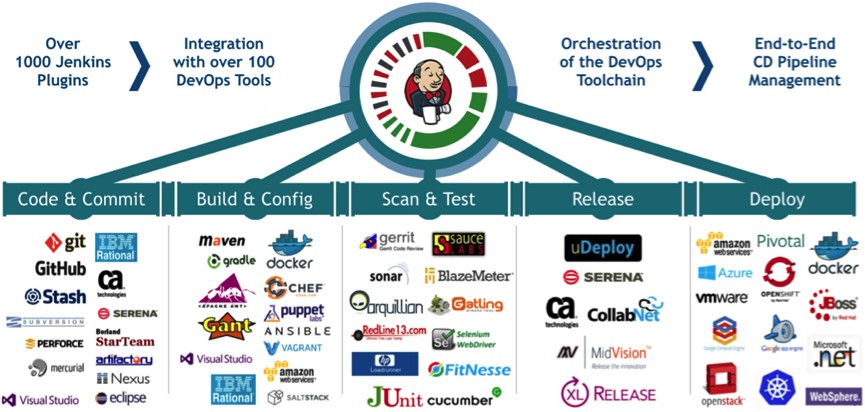 Over
1000 Jenkins
Plugins
Integration
with over 100
DevOps Tools
Orchestration
of the DevOps
Toolchain
End-to-End
CD Pipeline
Management
Code & Commit
Build & Config
Scan & Test
Release
Deploy
git
IBM
Rational
GitHub
ca
technologies
Stash
SERENA
SUBVERSION
Borland
StarTeam
PERFORCE
artifactory
mercurial
Nexus
Visual Studio
eclipse
maven
docker
gradle
CHEF
APACHE ANT
puppet
labs
Gant
ANSIBLE
VAGRANT
Visual Studio
amazon
web services
IBM
Rational
SALTSTACK
gerrit
Gerrit Code Review
SAUCE
LABS
sonar
BlazeMeter
arquillian
Gatling
STRESS TOOL
RedLine13.com
Selenium
WebDriver
Se
hp
Loadrunner
FitNesse
JUnit
cucumber
uDeploy
SERENA
ca
technologies
CollabNet
AV
MidVision
Release the innovation
XL RELEASE
amazon
web services
Pivotal
docker
Azure
OPENSHIFT
vmware
JBoss
by Red Hat
Google Compute Engine
Google app engine
Microsoft
.net
openstack
WebSphere.